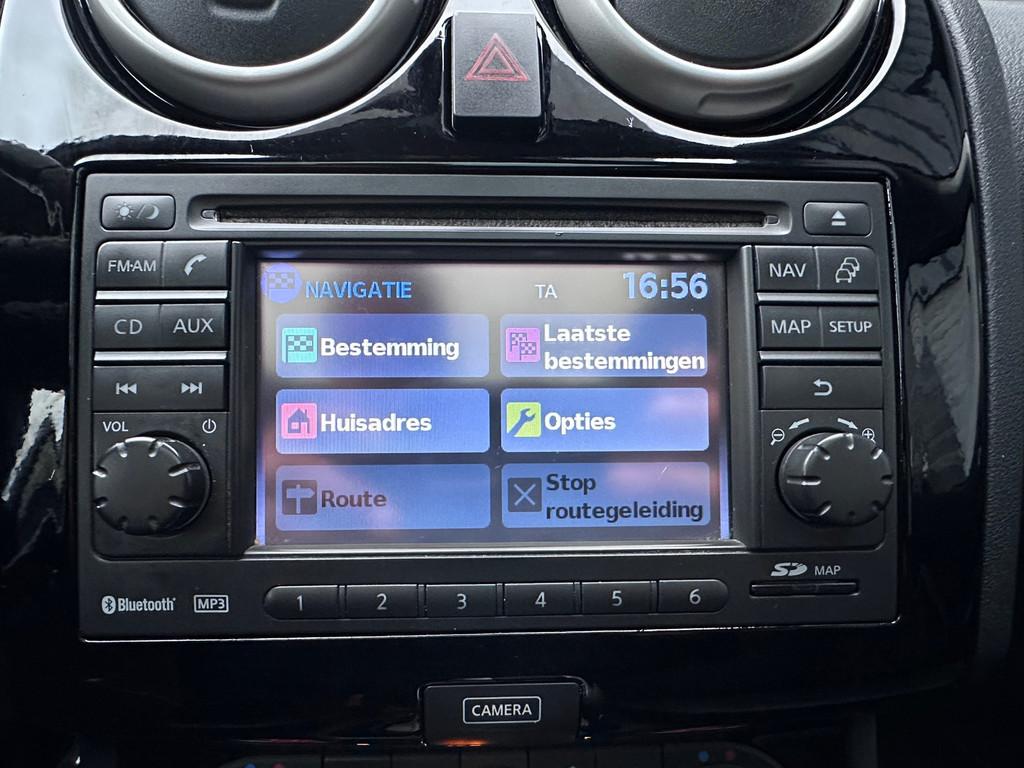 FM·AM
CD AUX
VOL
NAVIGATIE TA 16:56
Bestemming
Laatste
bestemmingen
Huisadres
Opties
Route
Stop
routegeleiding
NAV
MAP SETUP
Bluetooth® MP3
1 2 3 4 5 6
SD MAP
CAMERA